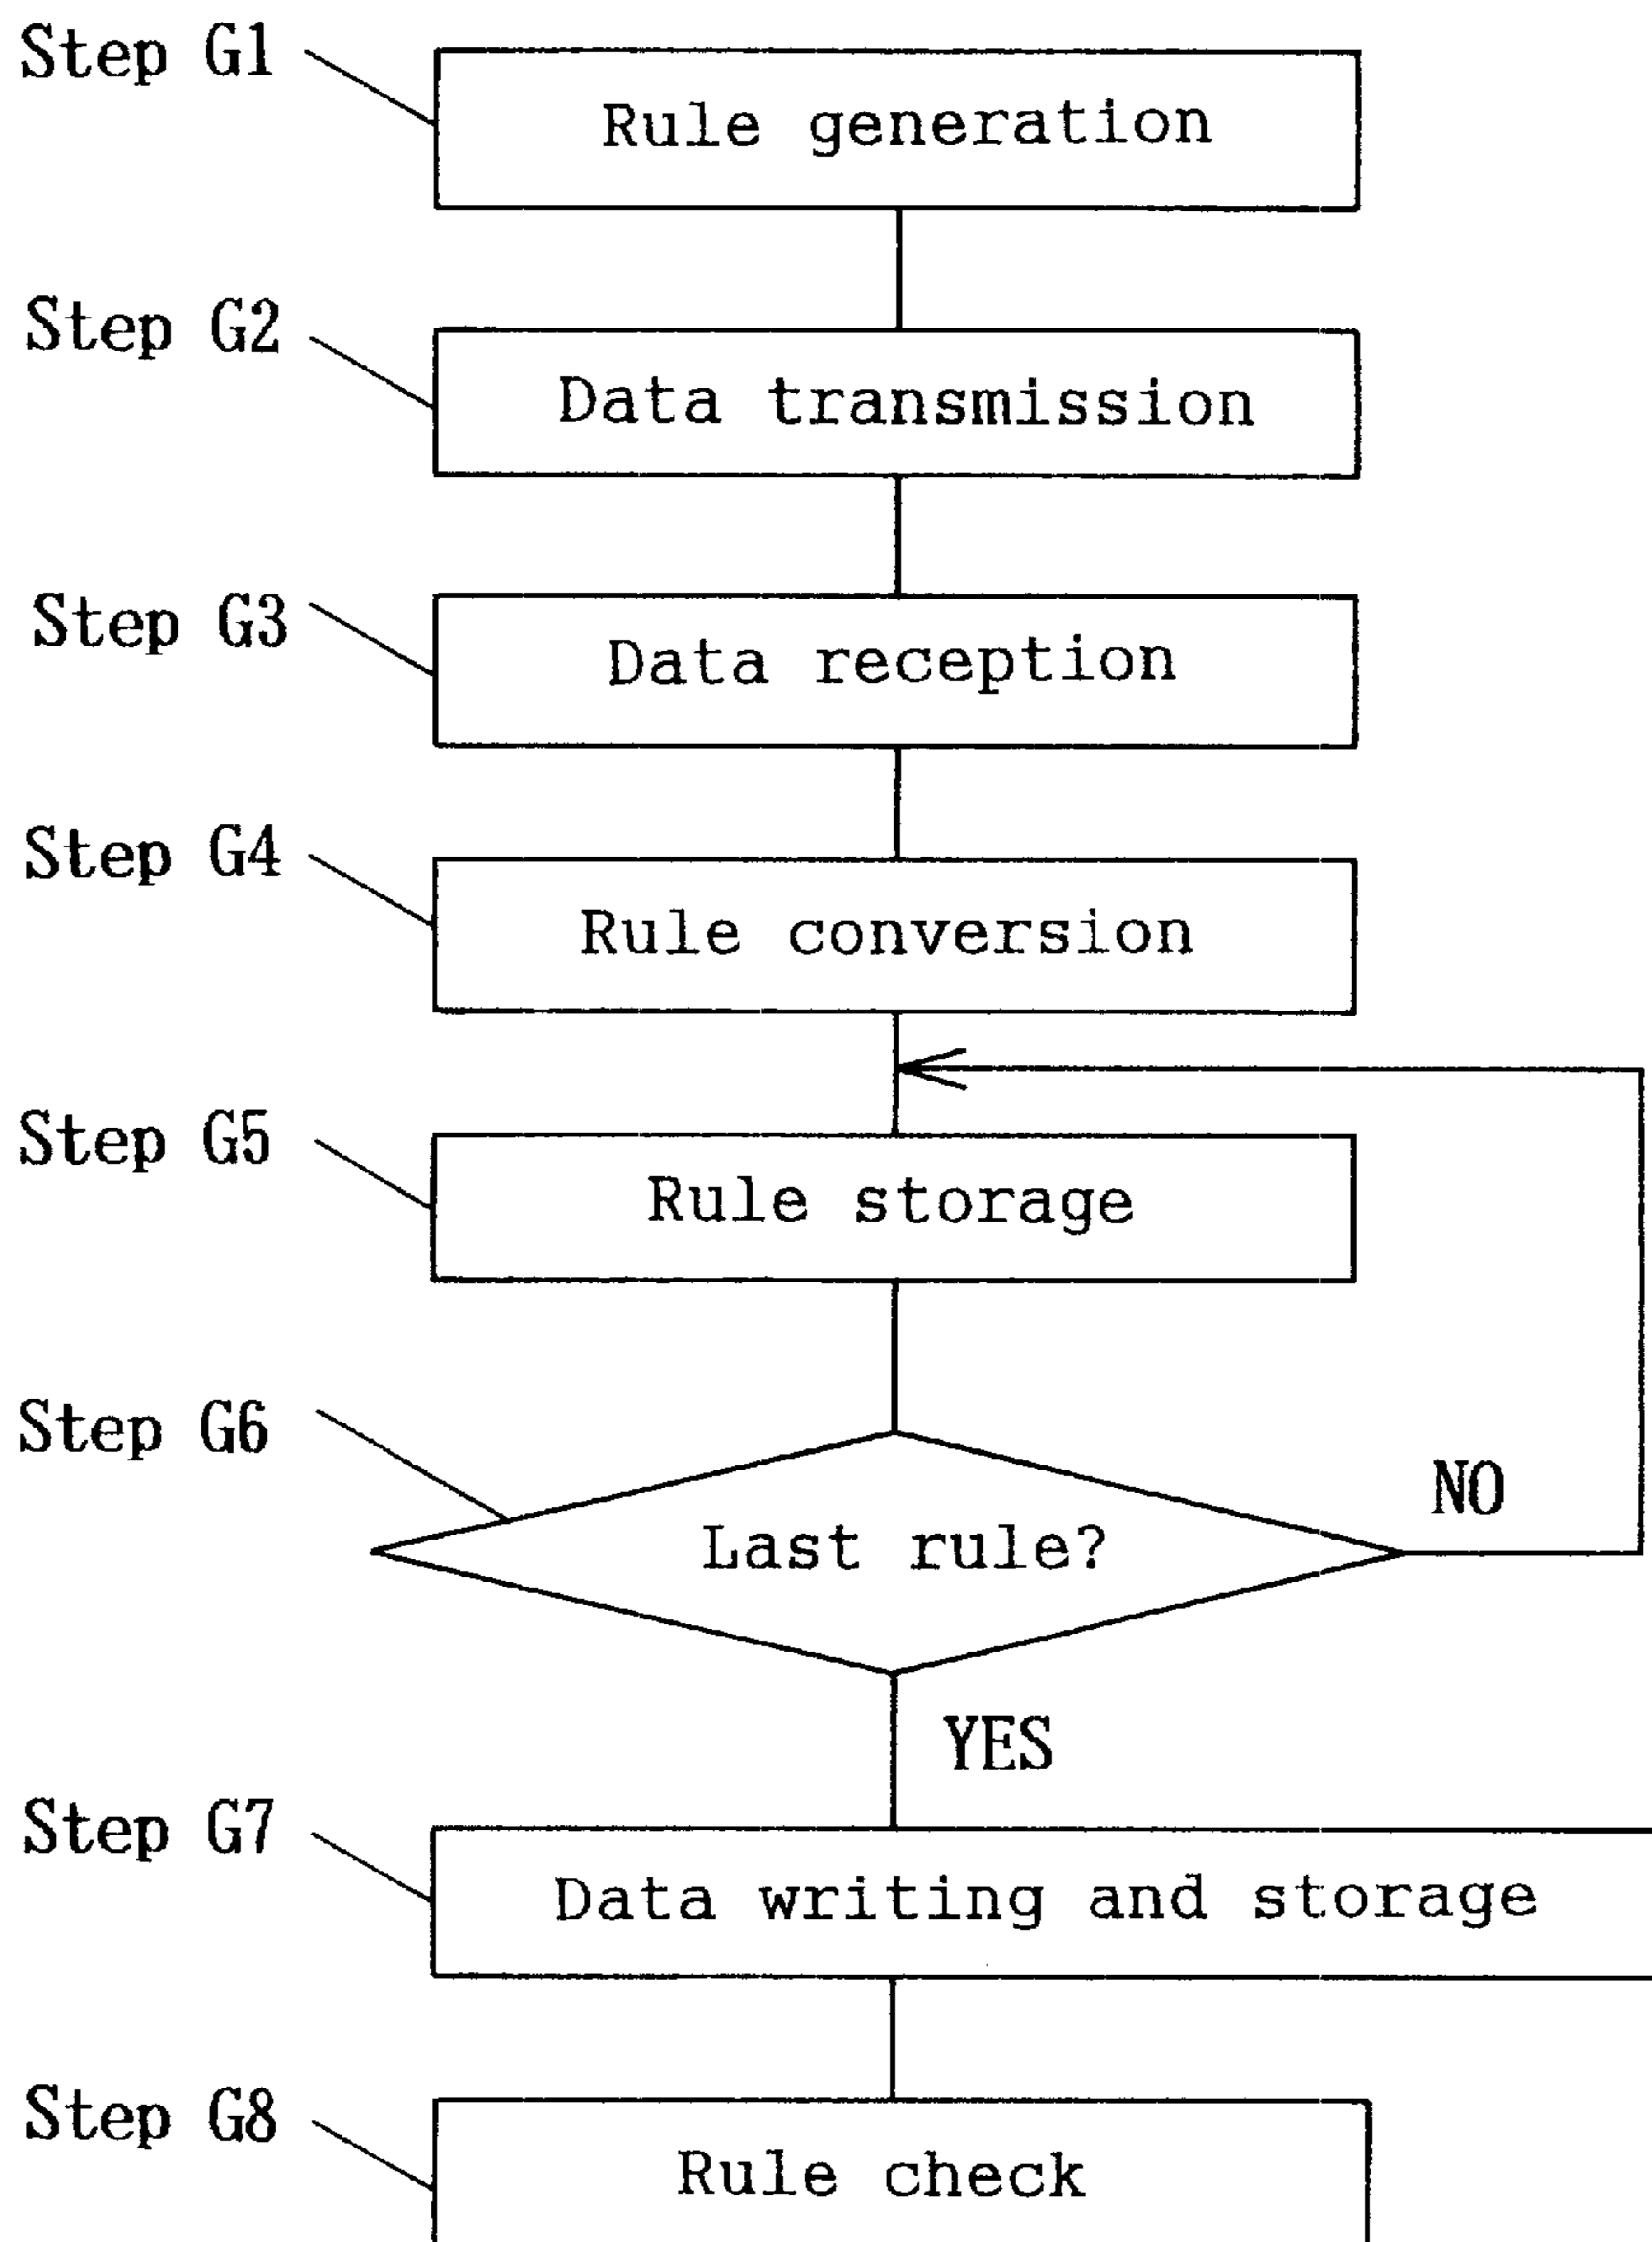 Step G1
Rule generation
Step G2
Data transmission
Step G3
Data reception
Step G4
Rule conversion
Step G5
Rule storage
Step G6
Last rule?
NO
YES
Step G7
Data writing and storage
Step G8
Rule check